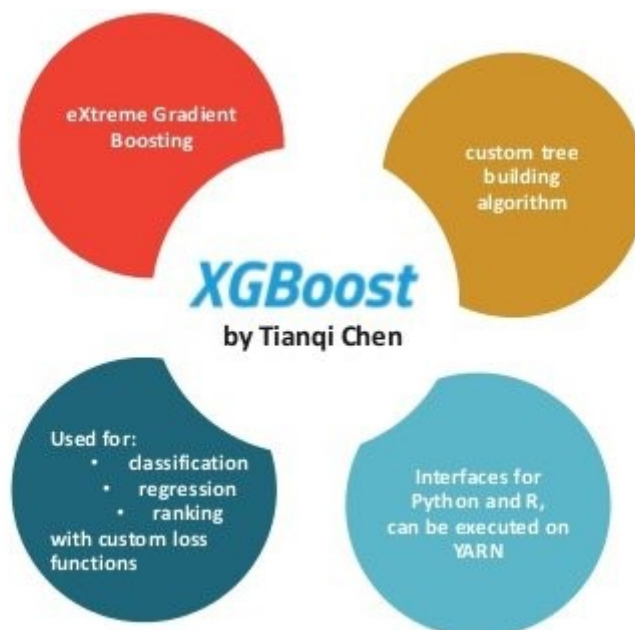 eXtreme Gradient
Boosting
custom tree
building
algorithm
XGBoost
by Tianqi Chen
Used for:
• classification
• regression
• ranking
with custom loss
functions
Interfaces for
Python and R,
can be executed on
YARN